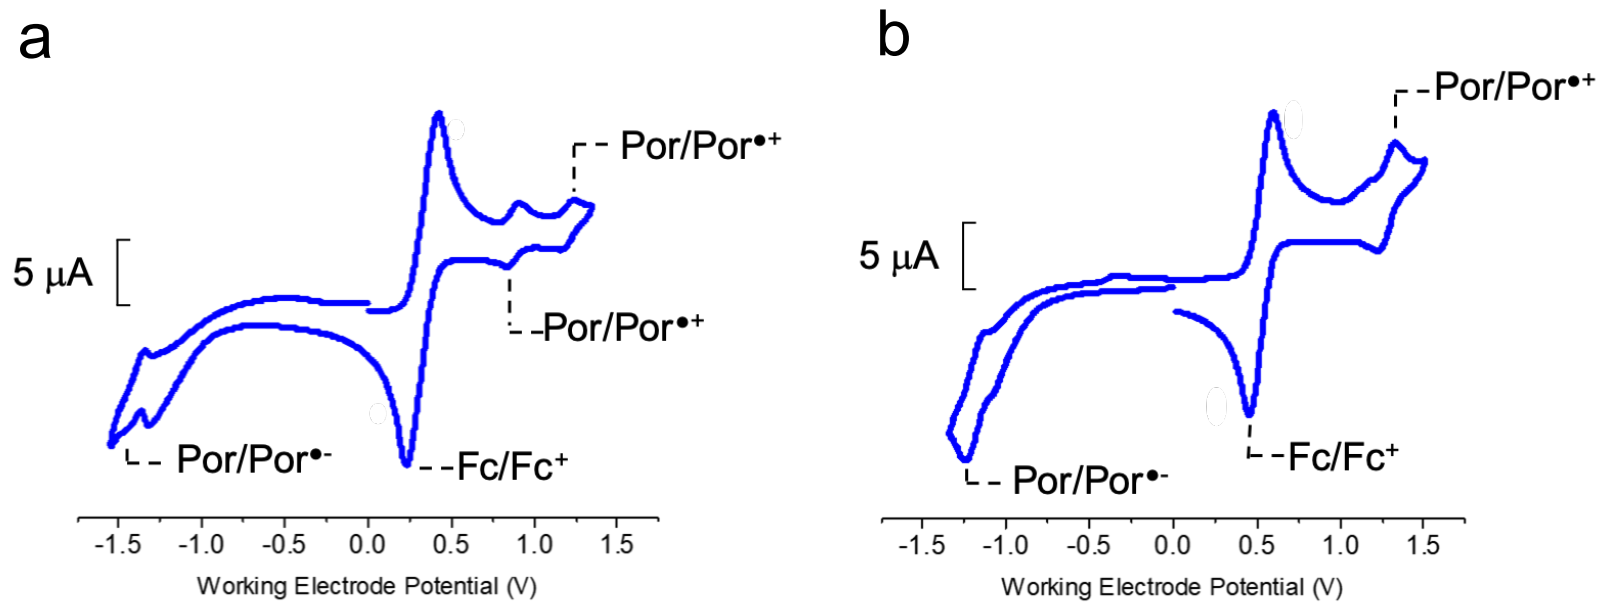 a
b
Por/Por•+
Por/Por•+
5 μA
5 μA
Por/Por•+
Por/Por•-
Fc/Fc+
Fc/Fc+
Por/Por•-
-1.5 -1.0 -0.5 0.0 0.5 1.0 1.5
-1.5 -1.0 -0.5 0.0 0.5 1.0 1.5
Working Electrode Potential (V)
Working Electrode Potential (V)